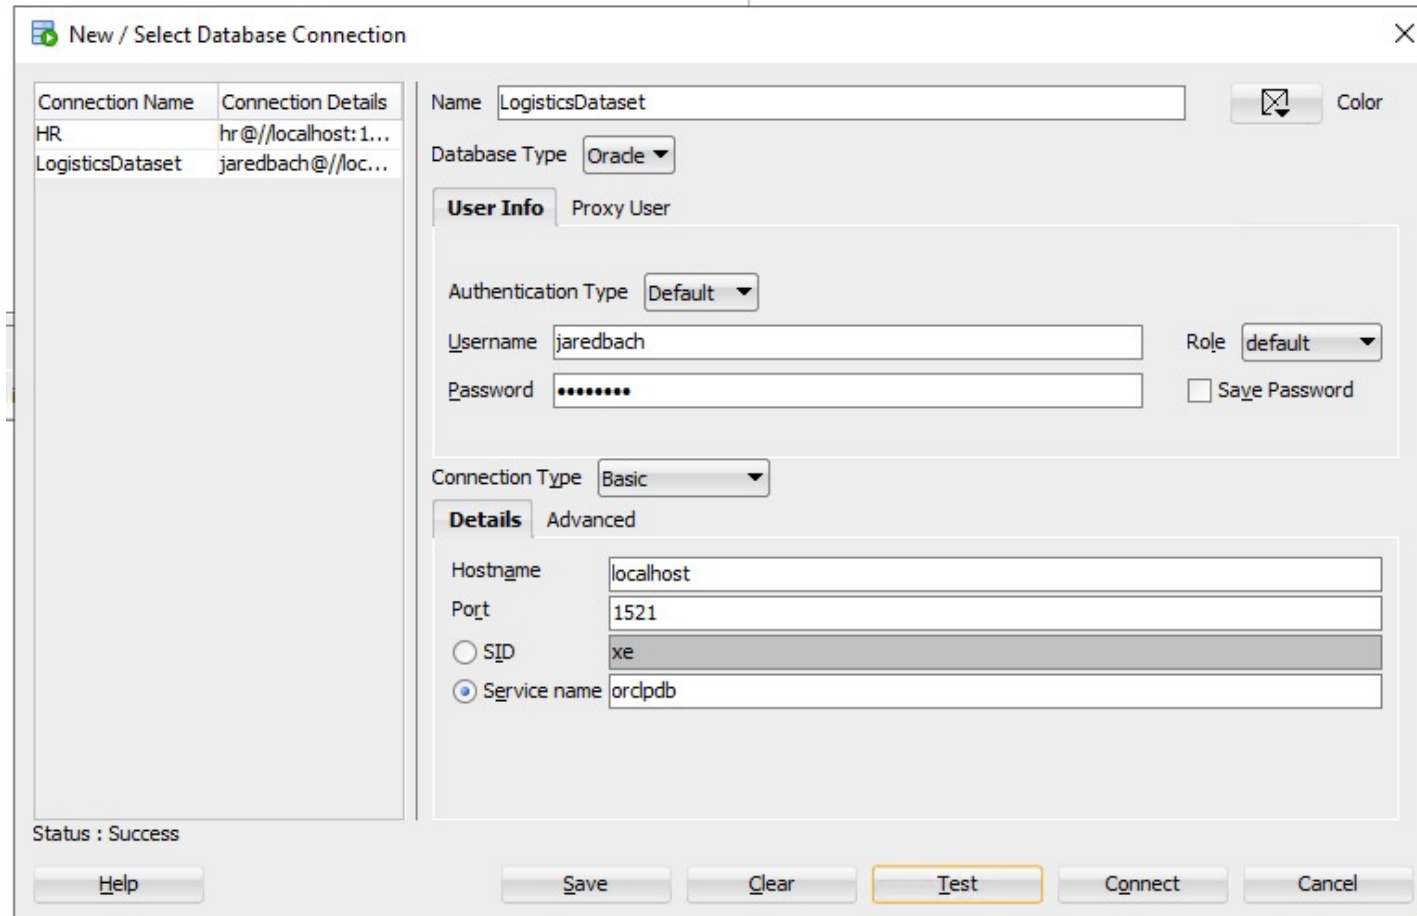 New / Select Database Connection
Connection Name Connection Details
HR hr@//localhost:1...
LogisticsDataset jaredbach@//loc...
Name LogisticsDataset Color
Database Type Oracle
User Info Proxy User
Authentication Type Default
Username jaredbach Role default
Password •••••••• Save Password
Connection Type Basic
Details Advanced
Hostname localhost
Port 1521
SID xe
Service name orclpdb
Status : Success
Help Save Clear Test Connect Cancel